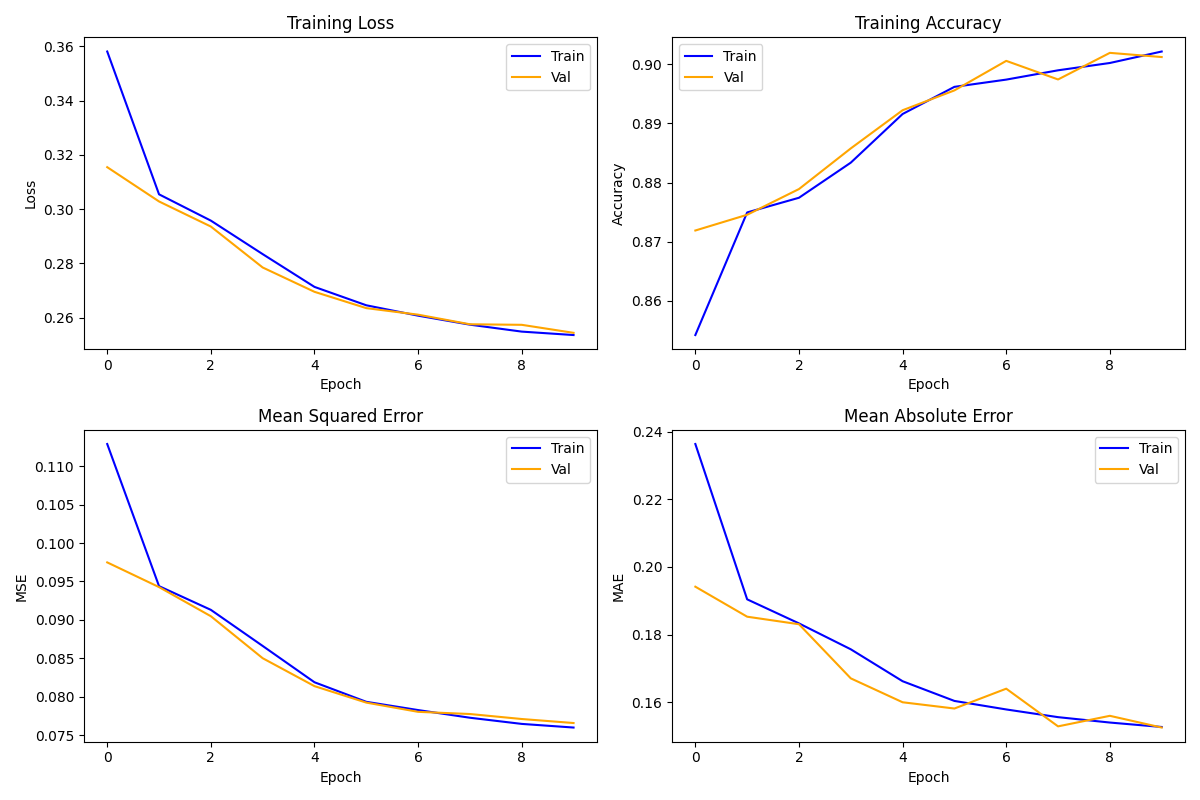 Training Loss
Training Accuracy
0.36
0.34
0.32
0.30
0.28
0.26
Loss
Train
Val
0 2 4 6 8
Epoch
0.90
0.89
0.88
0.87
0.86
Accuracy
Train
Val
0 2 4 6 8
Epoch
Mean Squared Error
Mean Absolute Error
0.110
0.105
0.100
0.095
0.090
0.085
0.080
0.075
MSE
Train
Val
0 2 4 6 8
Epoch
0.24
0.22
0.20
0.18
0.16
MAE
Train
Val
0 2 4 6 8
Epoch